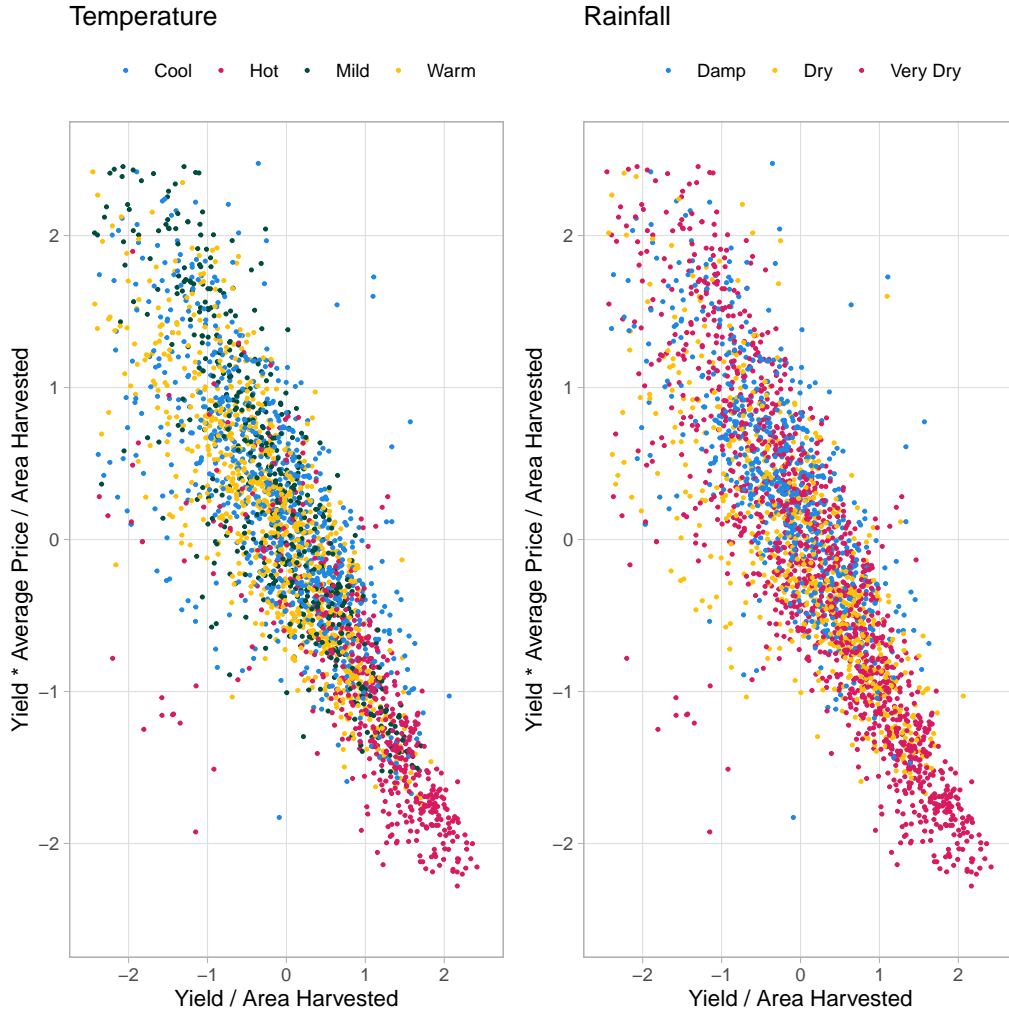 Temperature
Cool Hot Mild Warm
Yield * Average Price / Area Harvested
2
1
0
−1
−2
−2 −1 0 1 2
Yield / Area Harvested
Rainfall
Damp Dry Very Dry
Yield * Average Price / Area Harvested
2
1
0
−1
−2
−2 −1 0 1 2
Yield / Area Harvested